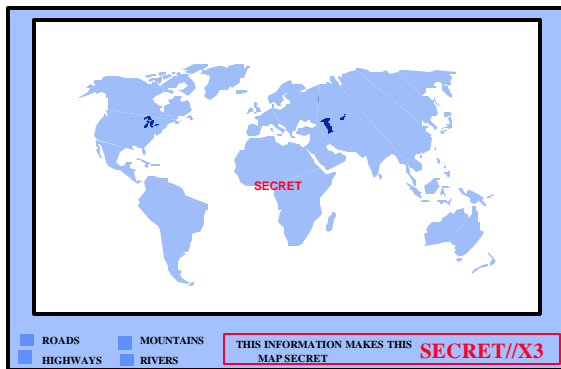 SECRET
ROADS
MOUNTAINS
HIGHWAYS
RIVERS
THIS INFORMATION MAKES THIS
MAP SECRET
SECRET//X3